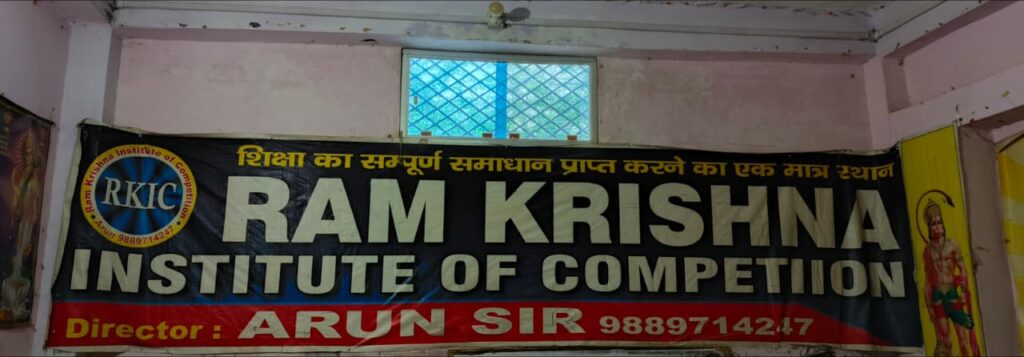 Ram Krishna Institute of Competition
RKIC
Arun 9889714247
शिक्षा का सम्पूर्ण समाधान प्राप्त करने का एक मात्र स्थान
RAM KRISHNA
INSTITUTE OF COMPETIIION
Director : ARUN SIR 9889714247